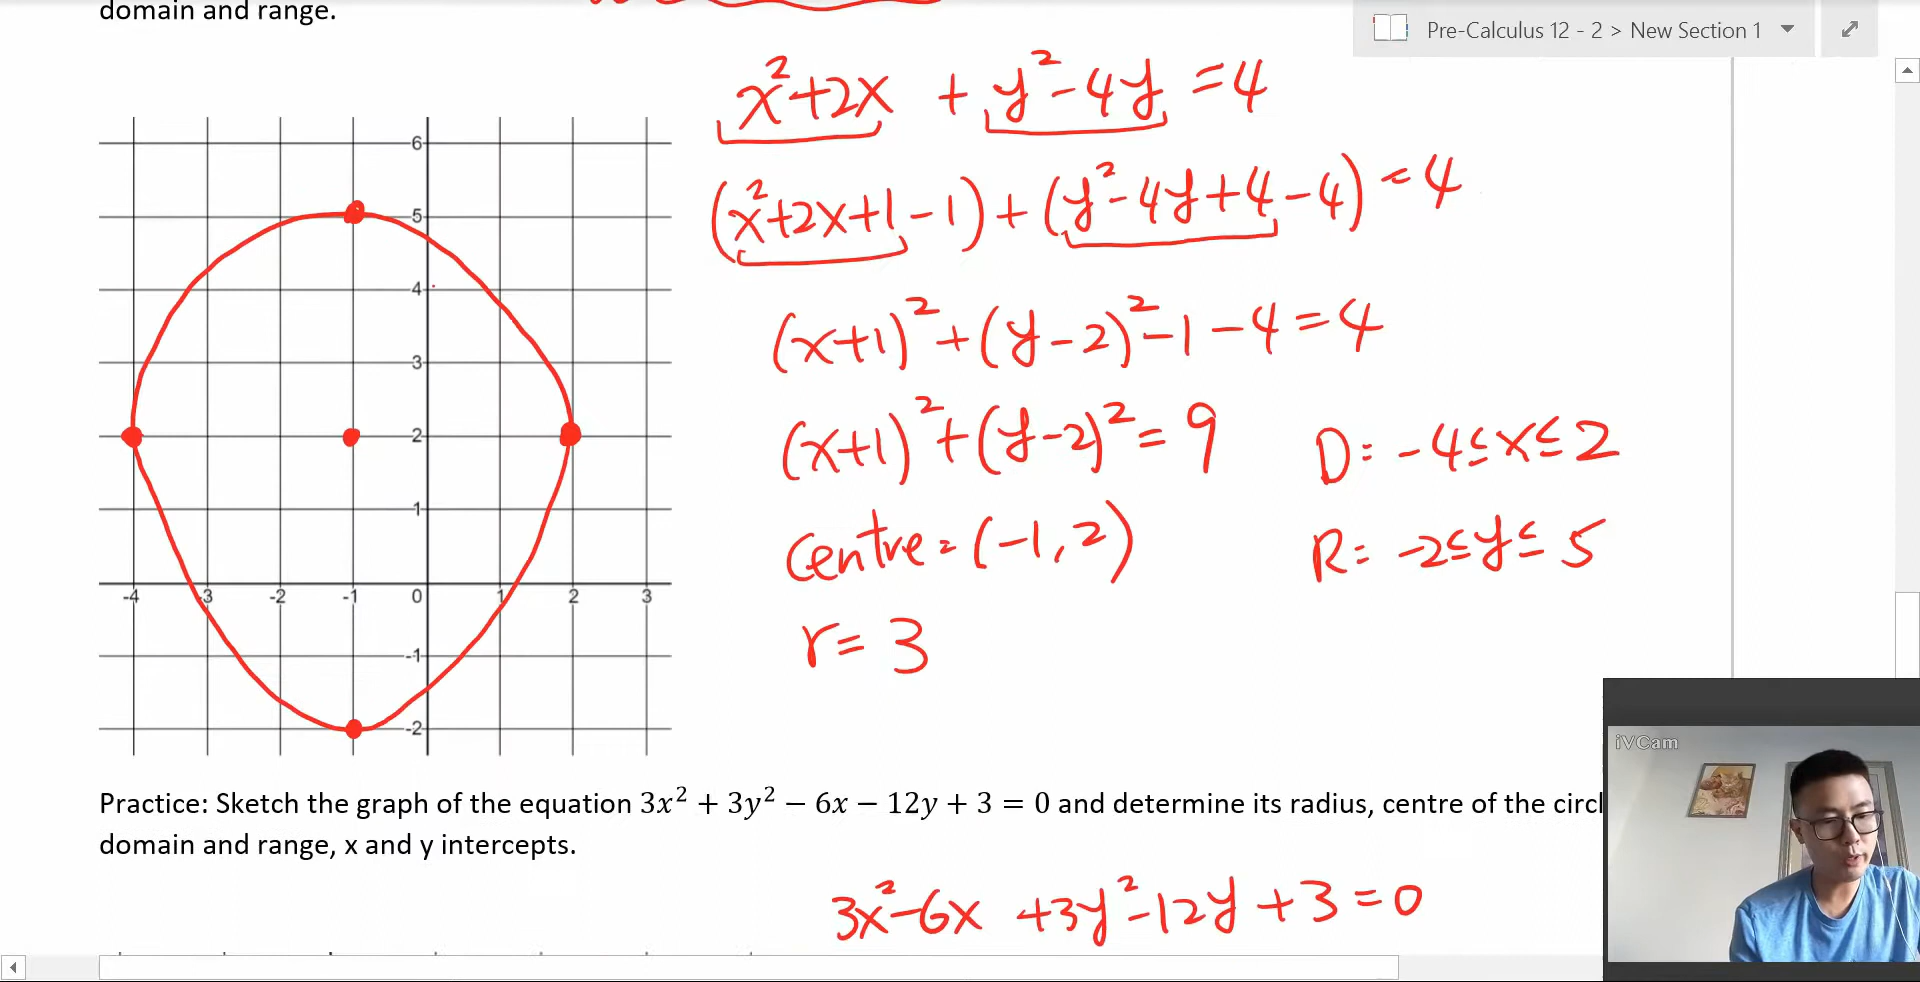 domain and range.
Pre-Calculus 12 - 2 > New Section 1
x²+2x + y²-4y =4
(x²+2x+1-1)+(y²-4y+4-4)=4
(x+1)²+(y-2)²-1-4=4
(x+1)²+(y-2)²=9
D: -4≤x≤2
centre=(-1,2)
R= -2≤y≤5
r=3
6
5
4
3
2
1
-4 -3 -2 -1 0 1 2 3
-1
-2
Practice: Sketch the graph of the equation 3x² + 3y² − 6x − 12y + 3 = 0 and determine its radius, centre of the circl
domain and range, x and y intercepts.
3x²-6x +3y²-12y+3=0
iVCam